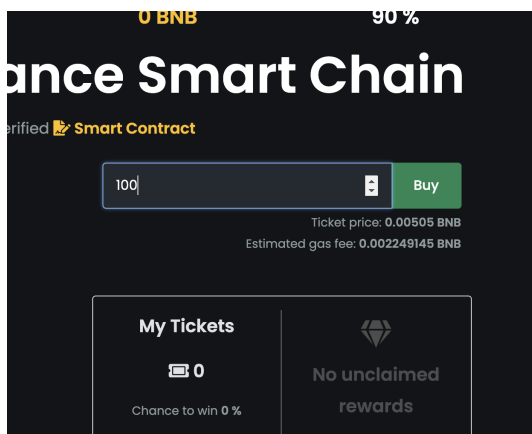 0 BNB
90 %
ance Smart Chain
erified Smart Contract
100
Buy
Ticket price: 0.00505 BNB
Estimated gas fee: 0.002249145 BNB
My Tickets
0
Chance to win 0 %
No unclaimed
rewards